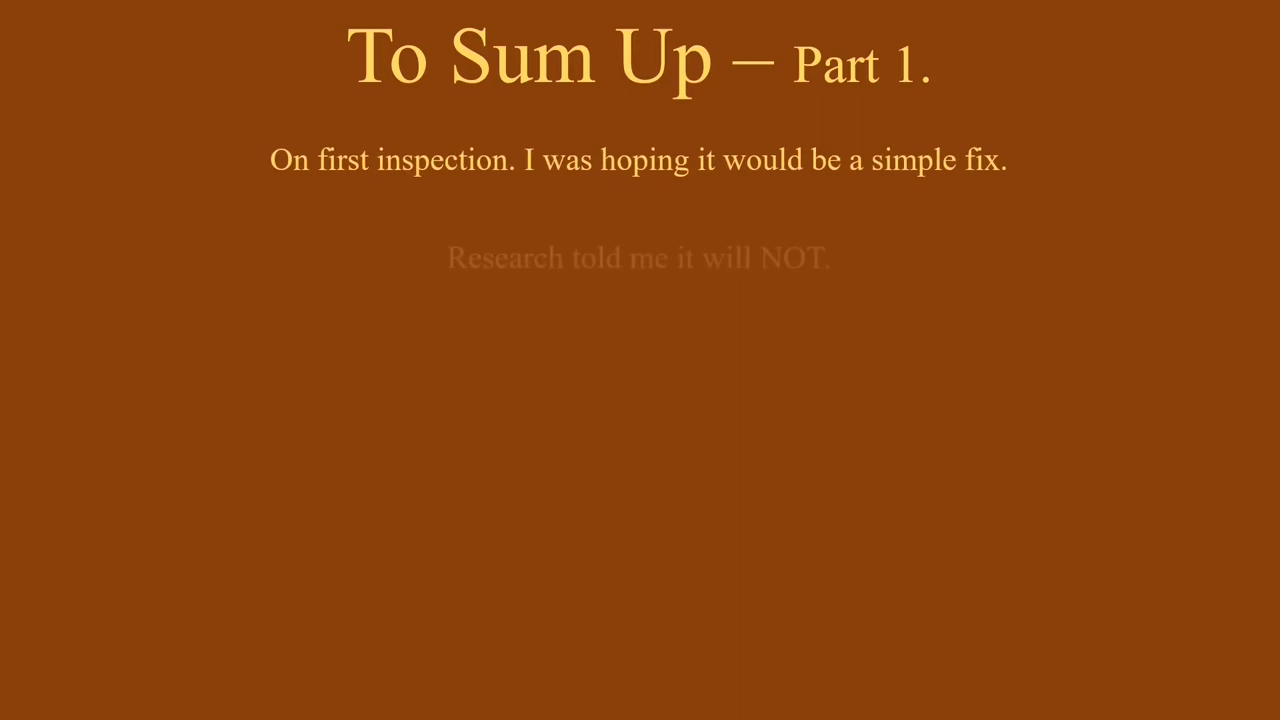 To Sum Up – Part 1.
On first inspection. I was hoping it would be a simple fix.
Research told me it will NOT.